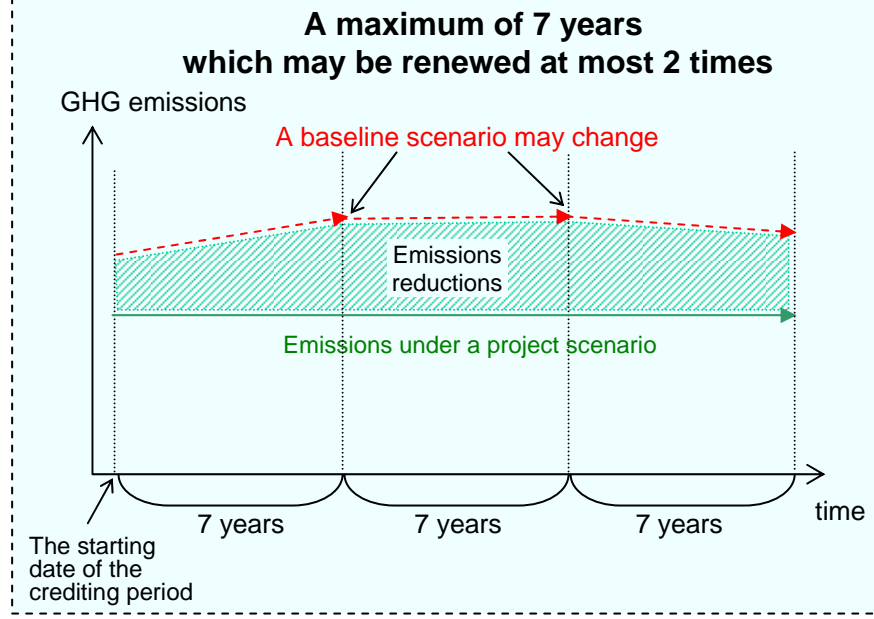 A maximum of 7 years
which may be renewed at most 2 times
GHG emissions
A baseline scenario may change
Emissions
reductions
Emissions under a project scenario
7 years
7 years
7 years
time
The starting
date of the
crediting period